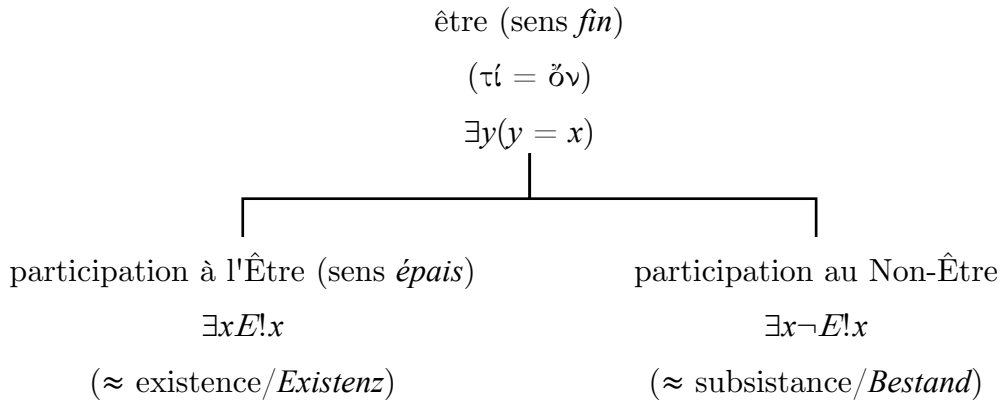 être (sens fin)
(τί = ὄν)
∃y(y = x)
participation à l'Être (sens épais)
participation au Non-Être
∃xE!x
∃x¬E!x
(≈ existence/Existenz)
(≈ subsistance/Bestand)